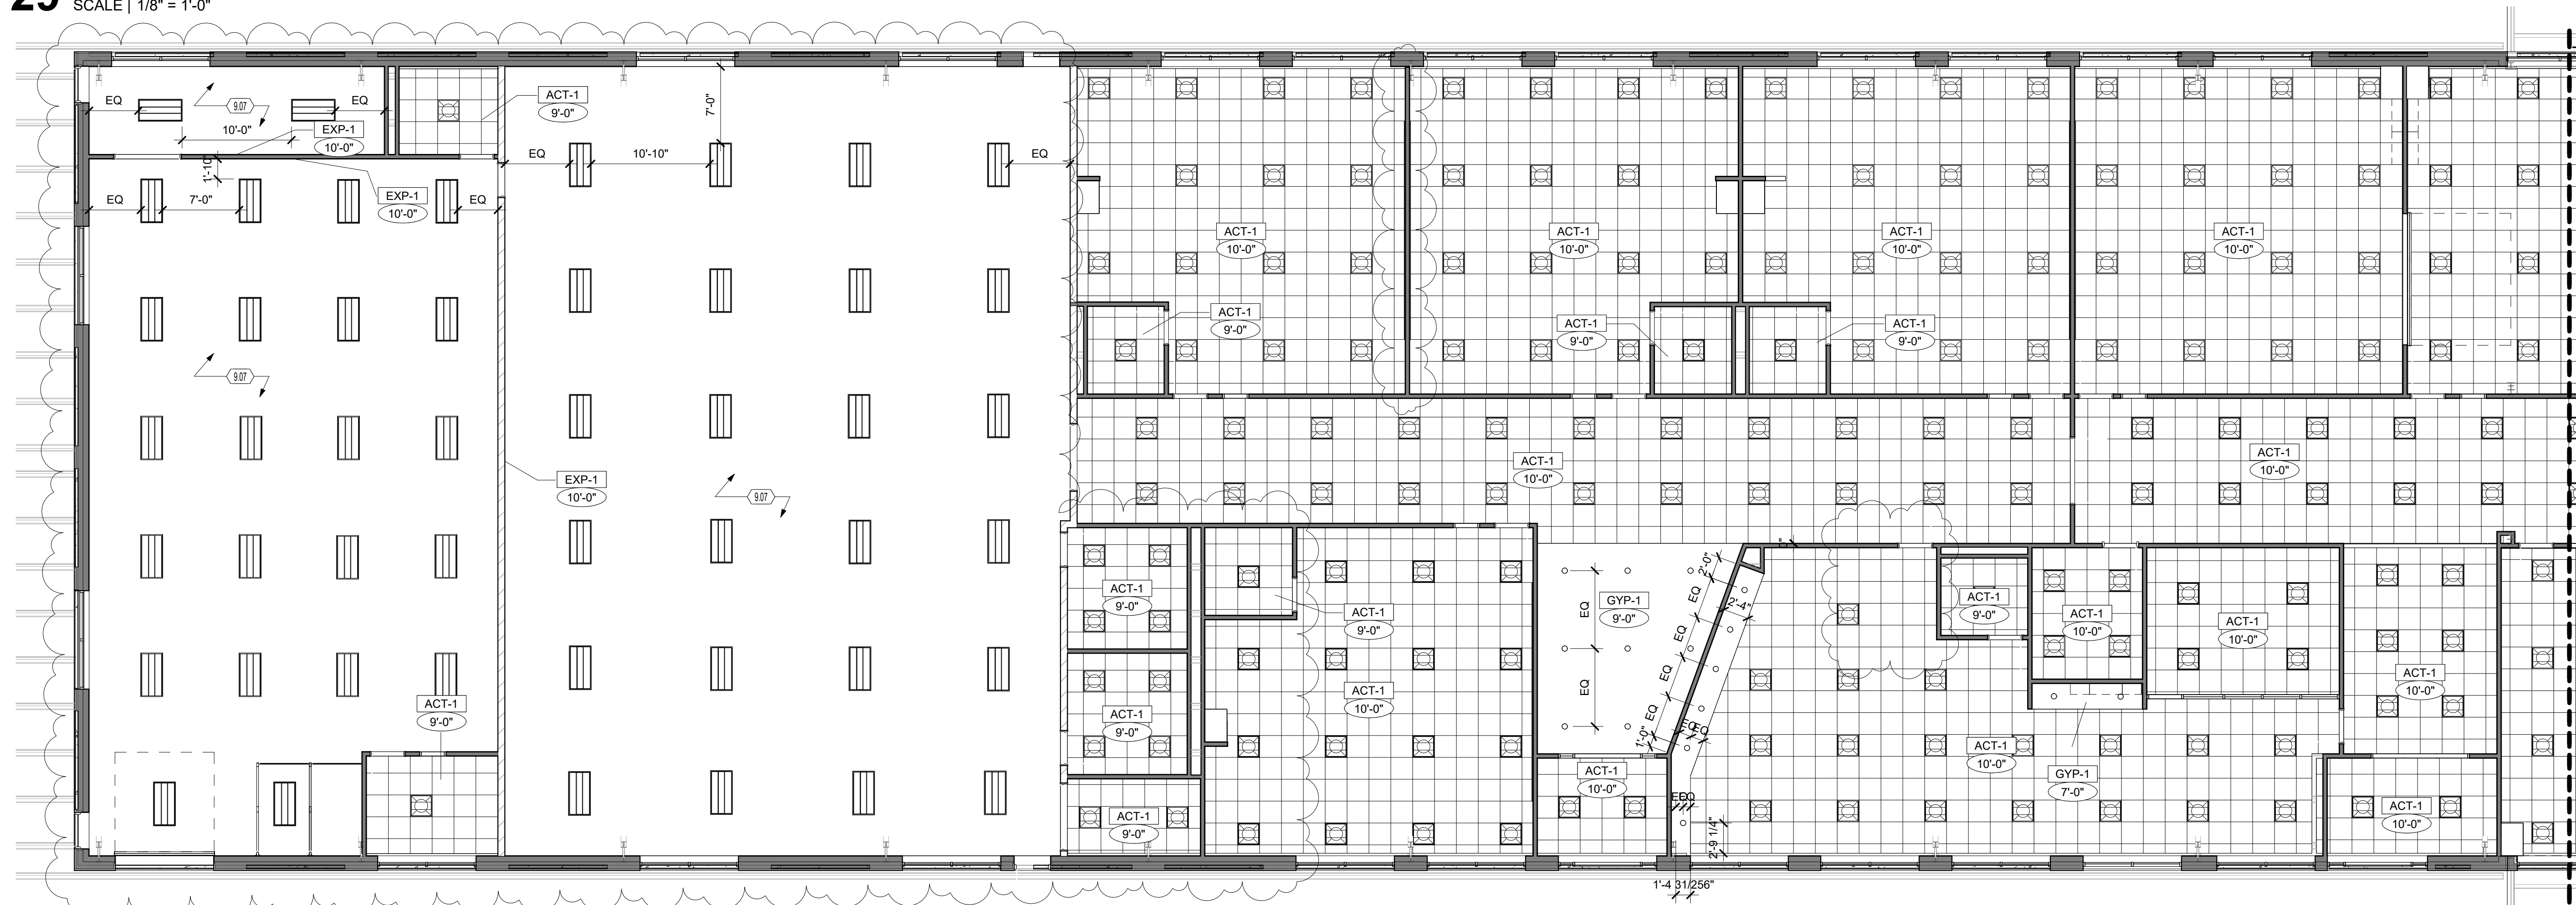 25 SCALE | 1/8" = 1'-0"
EQ
9.07
EQ
10'-0"
EXP-1
10'-0"
ACT-1
9'-0"
1'-10"
EQ
7'-0"
EXP-1
10'-0"
EQ
7'-0"
EQ
10'-10"
EQ
9.07
EXP-1
10'-0"
9.07
ACT-1
9'-0"
ACT-1
10'-0"
ACT-1
10'-0"
ACT-1
10'-0"
ACT-1
10'-0"
ACT-1
9'-0"
ACT-1
9'-0"
ACT-1
9'-0"
ACT-1
10'-0"
ACT-1
10'-0"
ACT-1
9'-0"
ACT-1
9'-0"
ACT-1
9'-0"
ACT-1
9'-0"
ACT-1
10'-0"
EQ
EQ
GYP-1
9'-0"
2'-0"
EQ
2'-4"
EQ
EQ
EQ
1'-0"
EQ
EQ
ACT-1
10'-0"
EQ
EQ
2'-9 1/4"
1'-4 31/256"
ACT-1
9'-0"
ACT-1
10'-0"
ACT-1
10'-0"
ACT-1
10'-0"
ACT-1
10'-0"
GYP-1
7'-0"
ACT-1
10'-0"